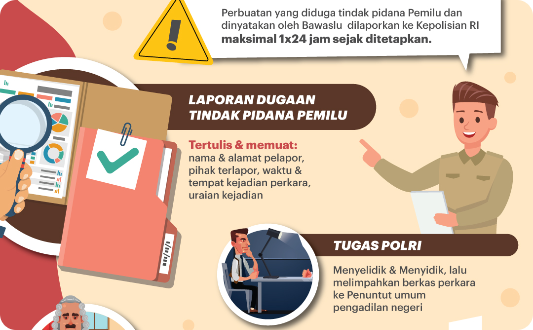 Perbuatan yang diduga tindak pidana Pemilu dan
dinyatakan oleh Bawaslu dilaporkan ke Kepolisian RI
maksimal 1x24 jam sejak ditetapkan.
LAPORAN DUGAAN
TINDAK PIDANA PEMILU
Tertulis & memuat:
nama & alamat pelapor,
pihak terlapor, waktu &
tempat kejadian perkara,
uraian kejadian
TUGAS POLRI
Menyelidik & Menyidik, lalu
melimpahkan berkas perkara
ke Penuntut umum
pengadilan negeri